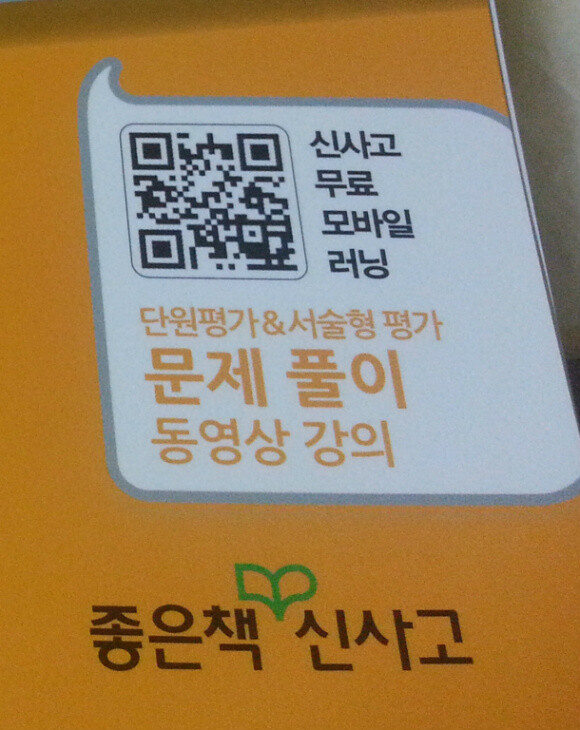 신사고
무료
모바일
러닝
단원평가&서술형 평가
문제 풀이
동영상 강의
좋은책 신사고